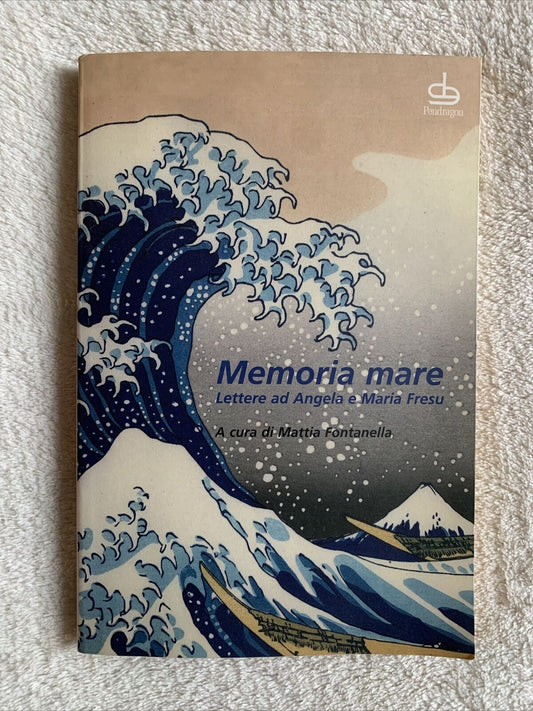 Pendragon
Memoria mare
Lettere ad Angela e Maria Fresu
A cura di Mattia Fontanella